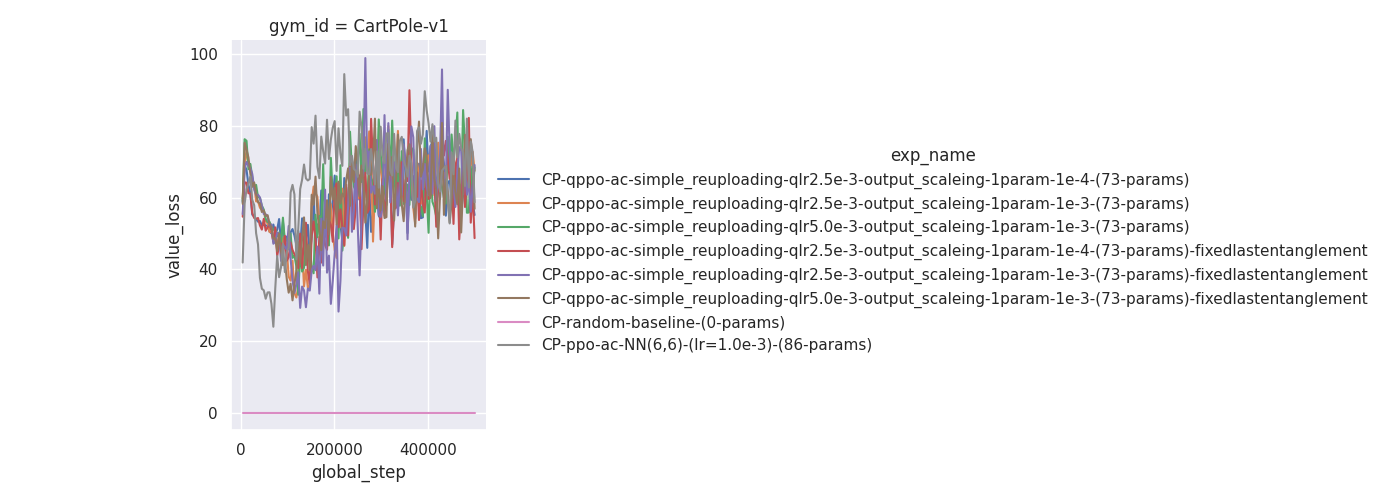 gym_id = CartPole-v1
100
80
60
40
20
0
value_loss
0 200000 400000
global_step
exp_name
CP-qppo-ac-simple_reuploading-qlr2.5e-3-output_scaleing-1param-1e-4-(73-params)
CP-qppo-ac-simple_reuploading-qlr2.5e-3-output_scaleing-1param-1e-3-(73-params)
CP-qppo-ac-simple_reuploading-qlr5.0e-3-output_scaleing-1param-1e-3-(73-params)
CP-qppo-ac-simple_reuploading-qlr2.5e-3-output_scaleing-1param-1e-4-(73-params)-fixedlastentanglement
CP-qppo-ac-simple_reuploading-qlr2.5e-3-output_scaleing-1param-1e-3-(73-params)-fixedlastentanglement
CP-qppo-ac-simple_reuploading-qlr5.0e-3-output_scaleing-1param-1e-3-(73-params)-fixedlastentanglement
CP-random-baseline-(0-params)
CP-ppo-ac-NN(6,6)-(lr=1.0e-3)-(86-params)